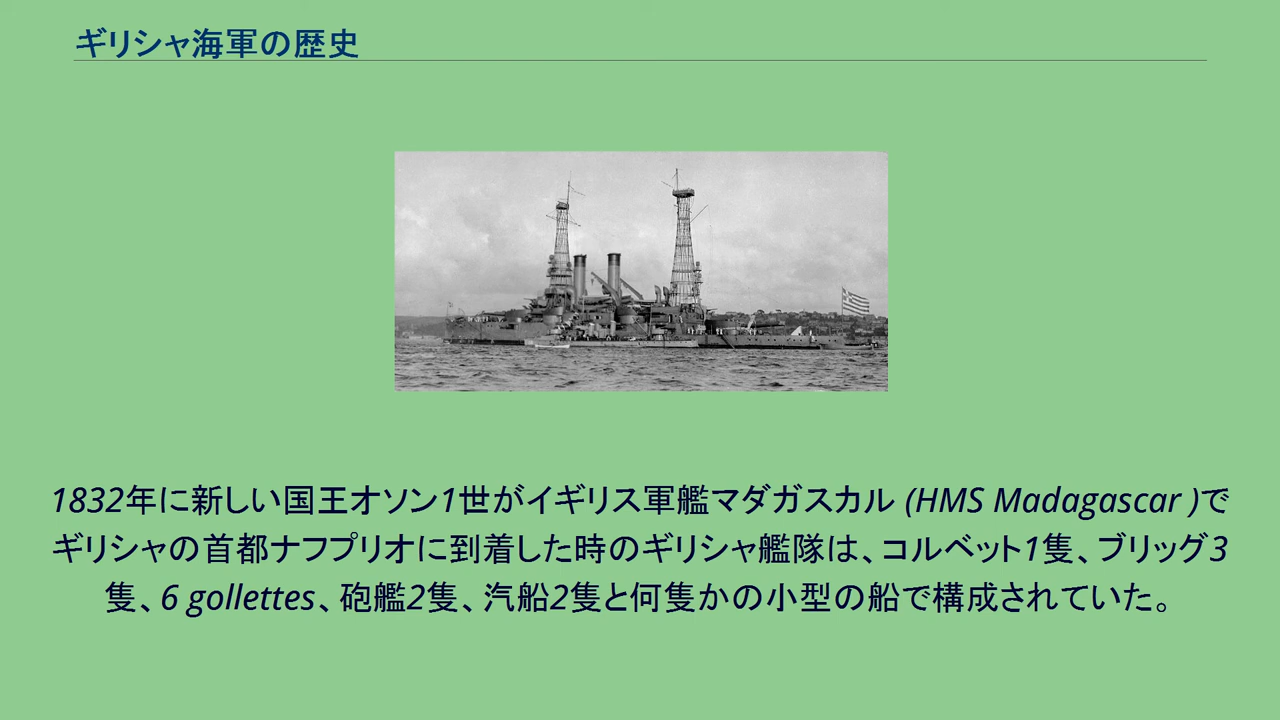 ギリシャ海軍の歴史
1832年に新しい国王オソン1世がイギリス軍艦マダガスカル (HMS Madagascar )で
ギリシャの首都ナフプリオに到着した時のギリシャ艦隊は、コルベット1隻、ブリッグ3
隻、6 gollettes、砲艦2隻、汽船2隻と何隻かの小型の船で構成されていた。